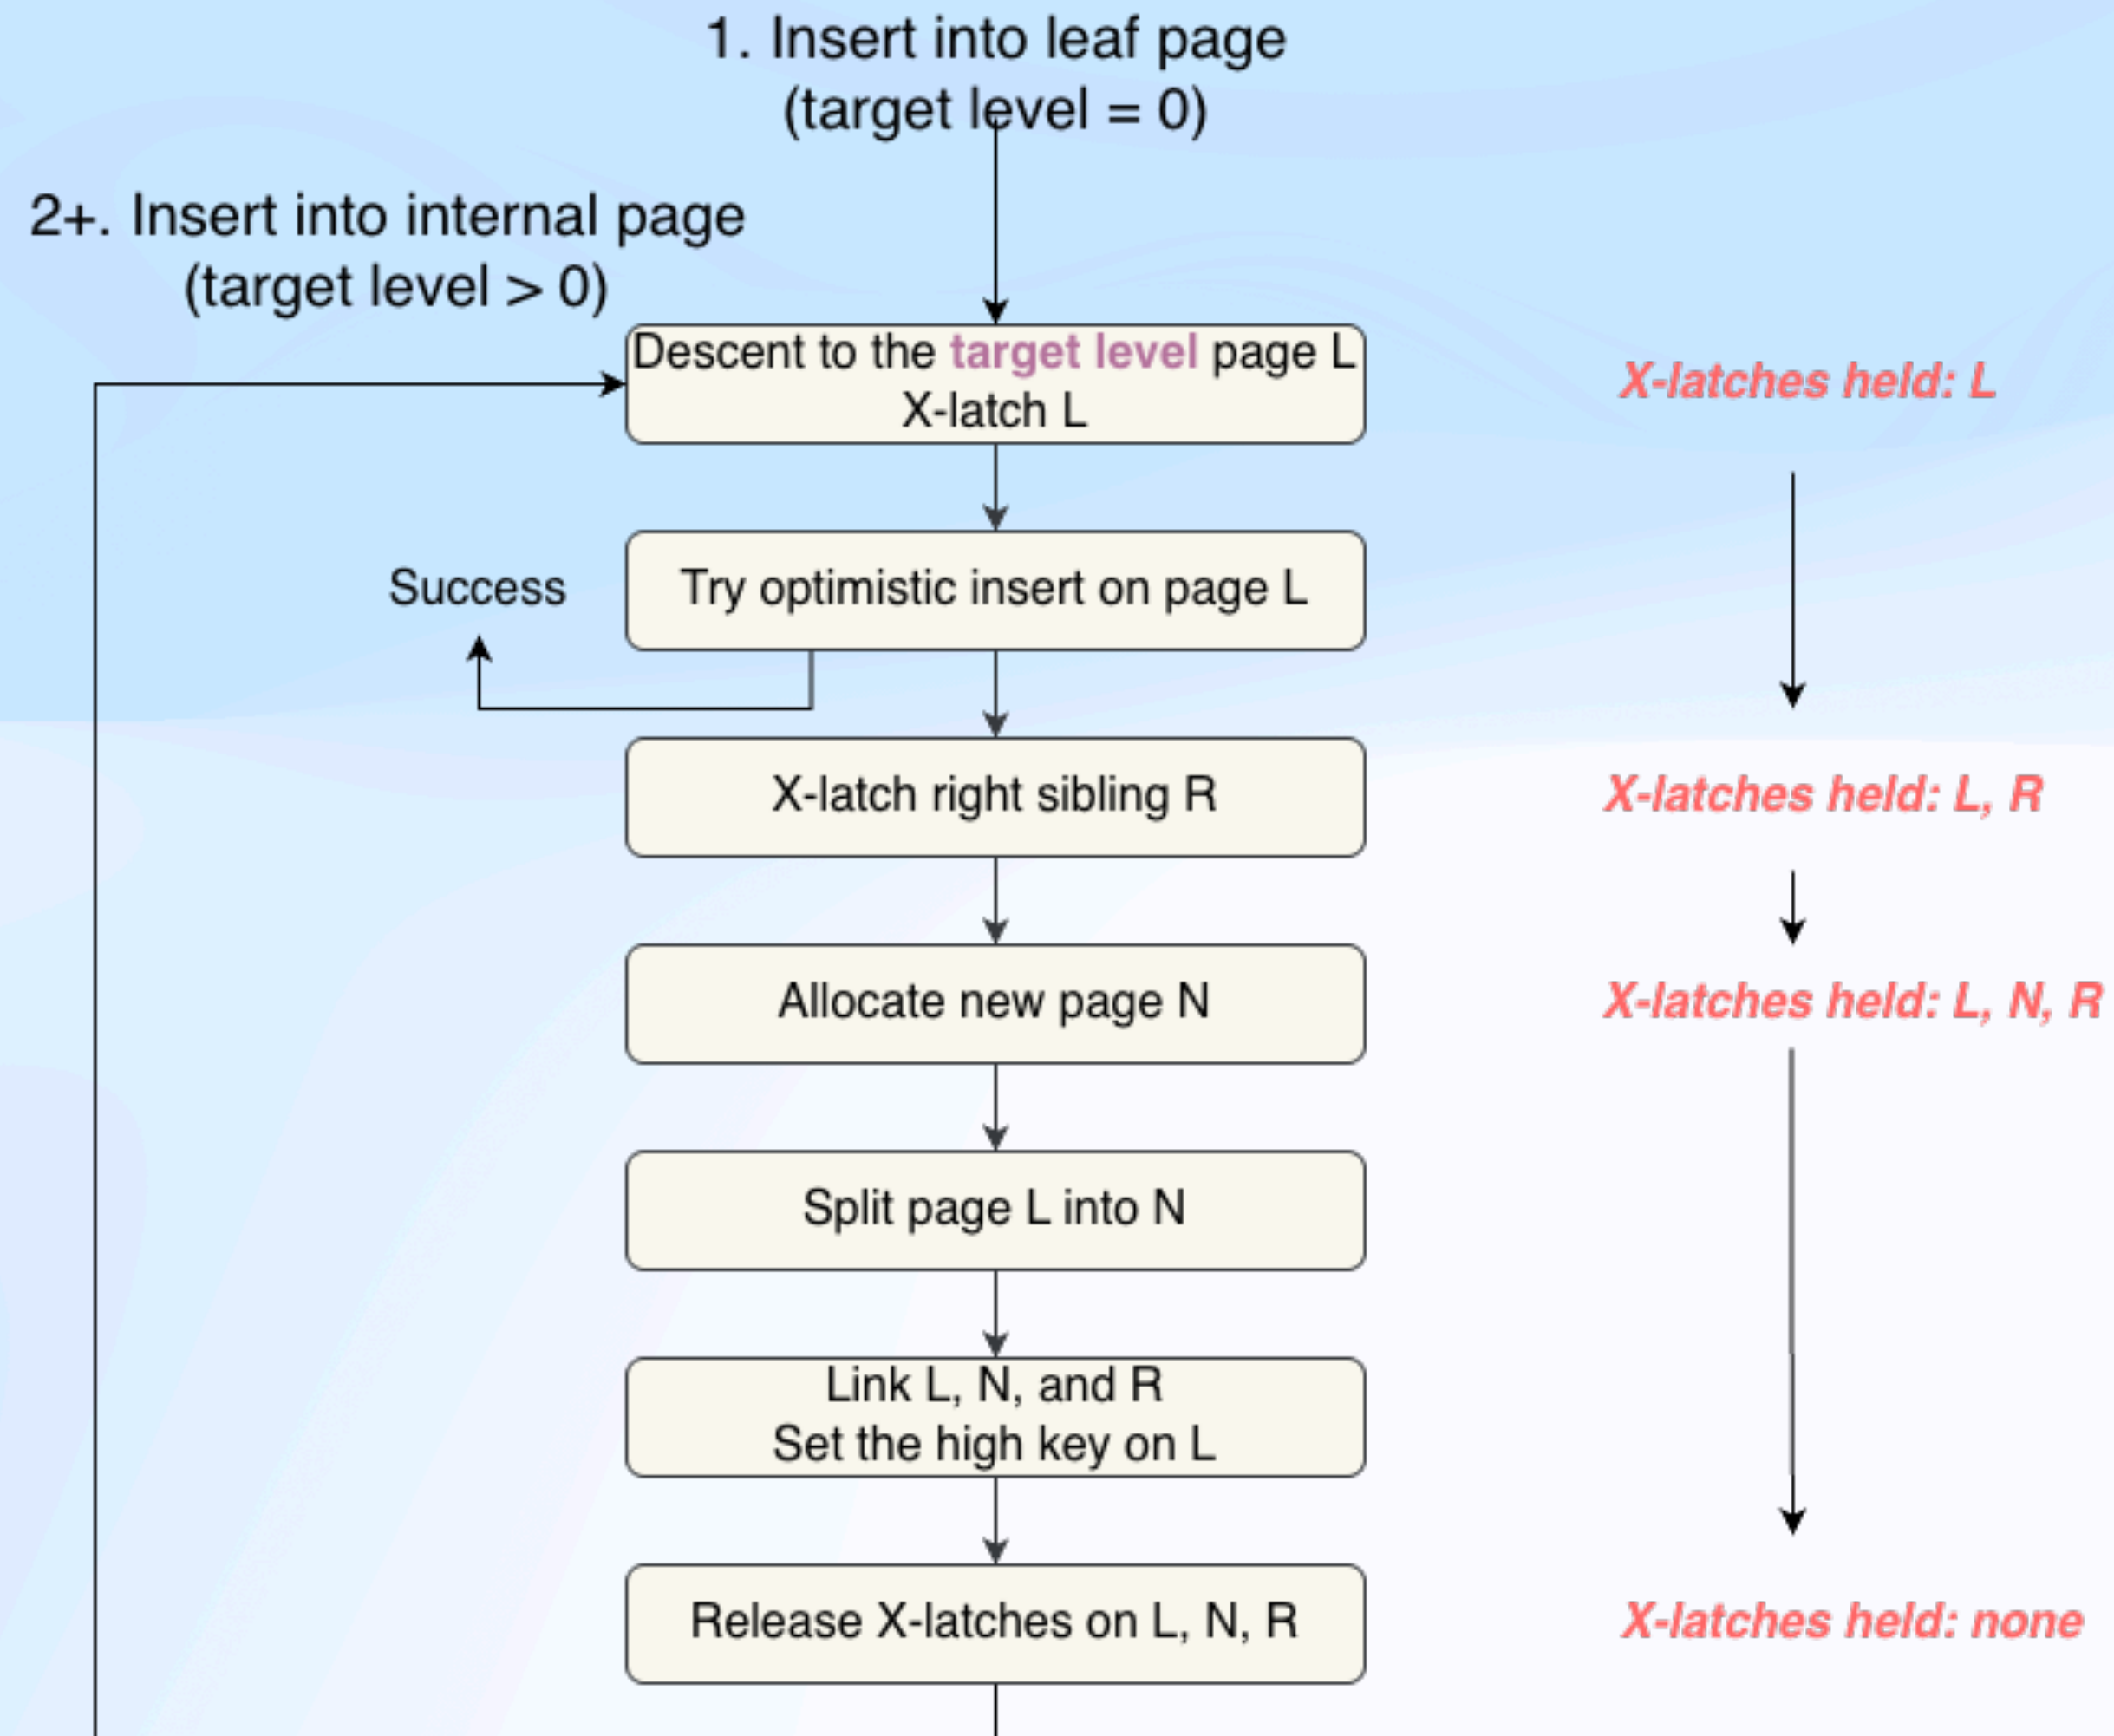 1. Insert into leaf page
(target level = 0)
2+. Insert into internal page
(target level > 0)
Descent to the target level page L
X-latch L
X-latches held: L
Success
Try optimistic insert on page L
X-latch right sibling R
X-latches held: L, R
Allocate new page N
X-latches held: L, N, R
Split page L into N
Link L, N, and R
Set the high key on L
Release X-latches on L, N, R
X-latches held: none